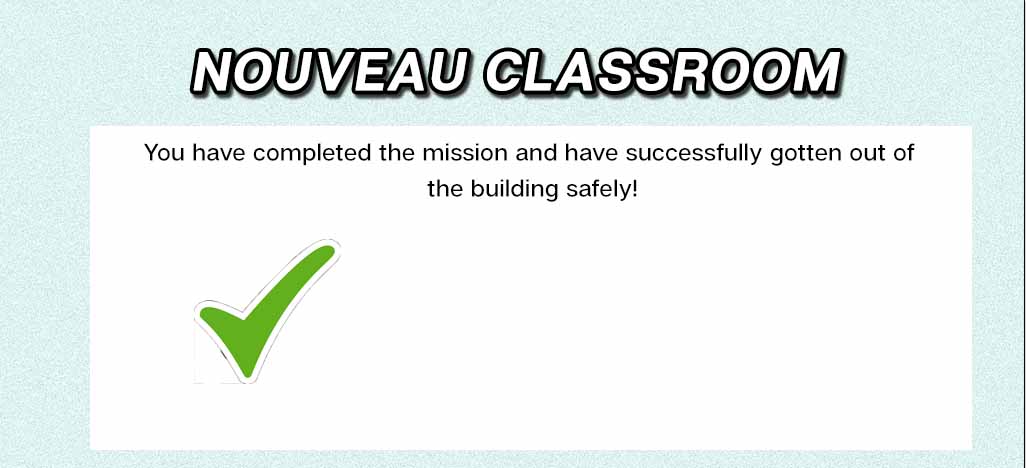 NOUVEAU CLASSROOM
You have completed the mission and have successfully gotten out of
the building safely!